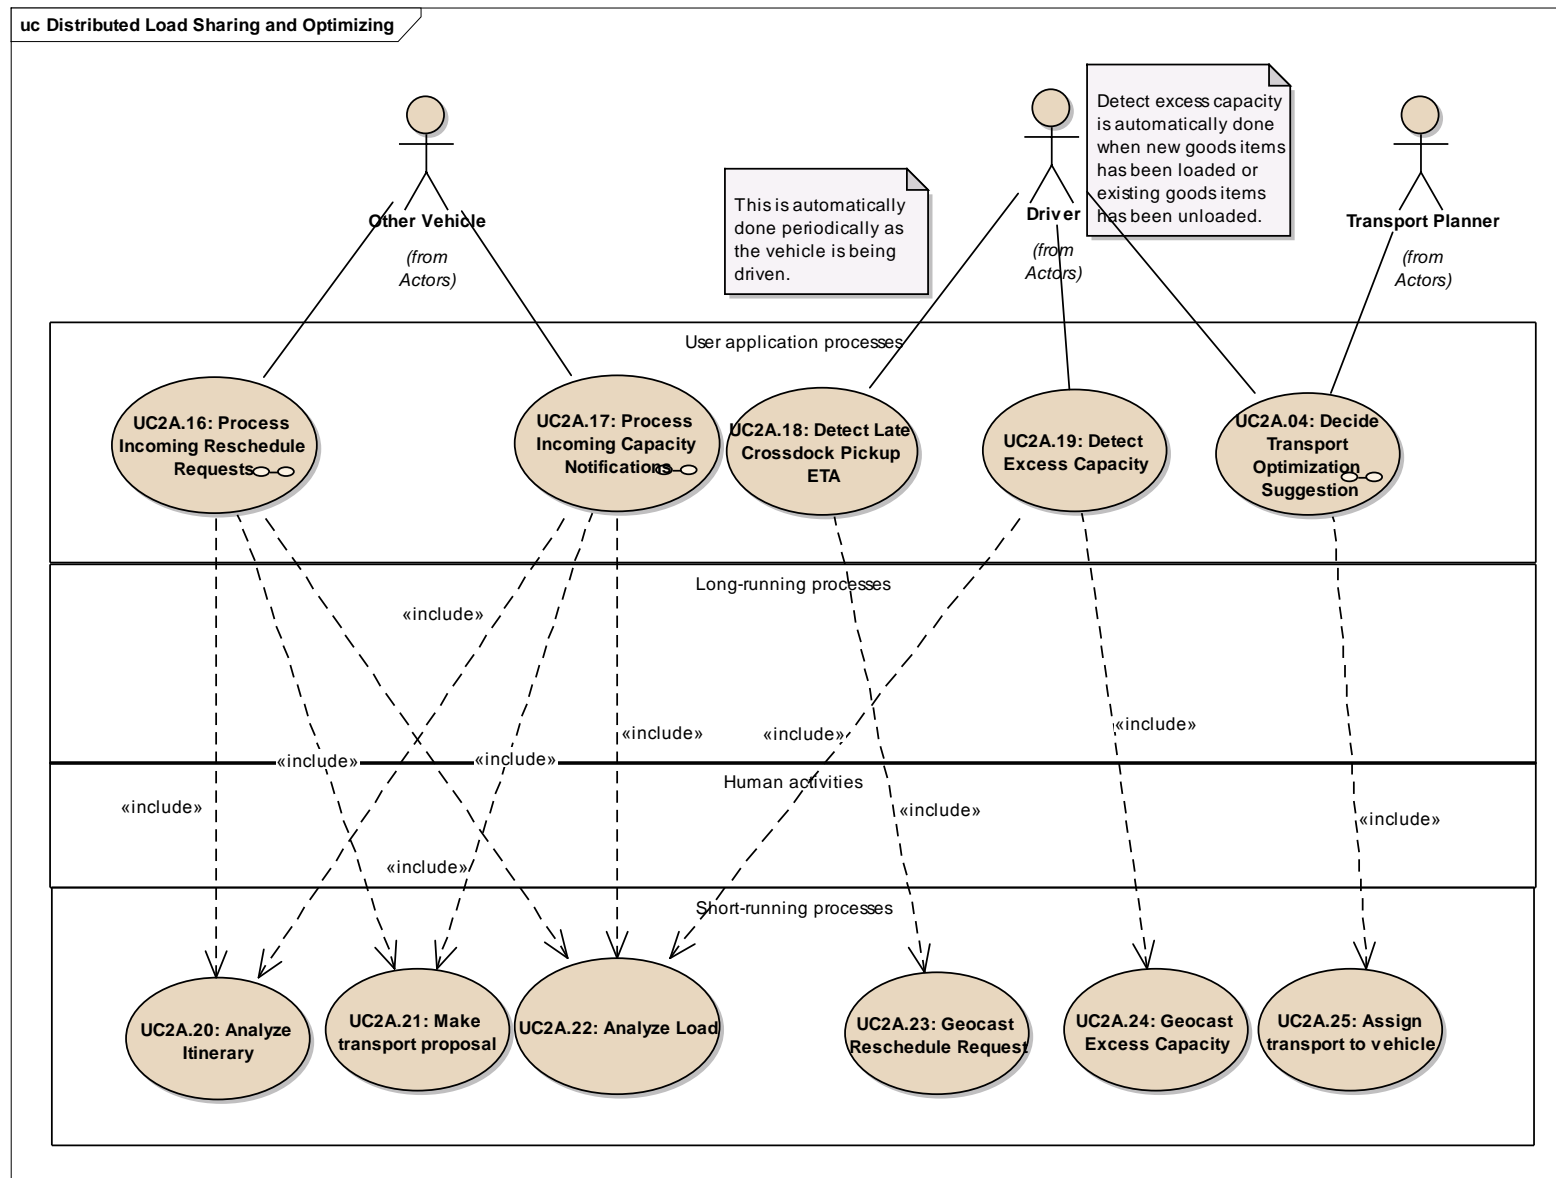 uc Distributed Load Sharing and Optimizing
Detect excess capacity
is automatically done
when new goods items
has been loaded or
existing goods items
has been unloaded.
This is automatically
done periodically as
the vehicle is being
driven.
Other Vehicle
(from
Actors)
Driver
(from
Actors)
Transport Planner
(from
Actors)
User application processes
UC2A.16: Process
Incoming Reschedule
Requests
UC2A.17: Process
Incoming Capacity
Notifications
UC2A.18: Detect Late
Crossdock Pickup
ETA
UC2A.19: Detect
Excess Capacity
UC2A.04: Decide
Transport
Optimization
Suggestion
Long-running processes
«include»
«include»
«include»
«include»
«include»
«include»
Human activities
«include»
«include»
«include»
«include»
Short-running processes
UC2A.20: Analyze
Itinerary
UC2A.21: Make
transport proposal
UC2A.22: Analyze Load
UC2A.23: Geocast
Reschedule Request
UC2A.24: Geocast
Excess Capacity
UC2A.25: Assign
transport to vehicle